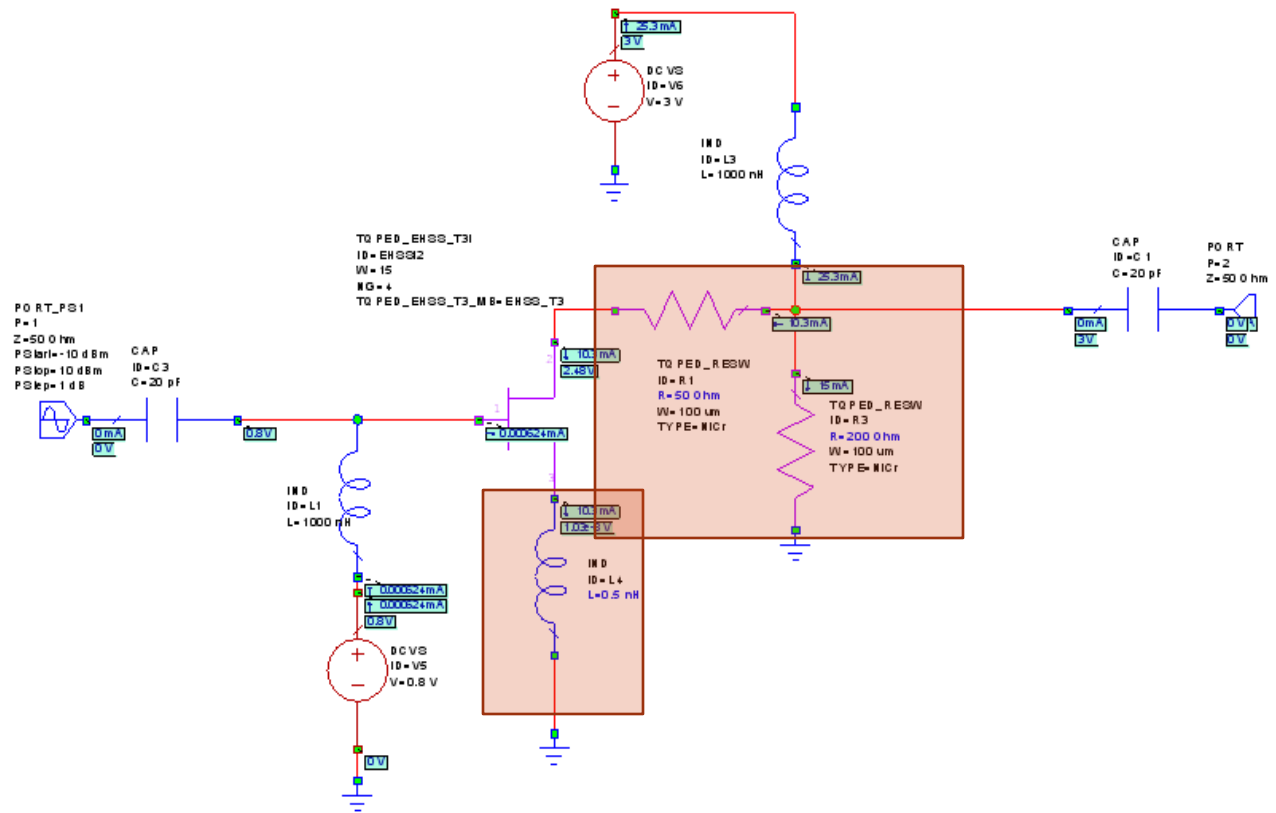 25.3mA
3V
DCVS
ID=V6
V=3 V
IND
ID=L3
L=1000 nH
25.3mA
TQPED_EHSS_T3i
ID=EHSSi2
W=15
NG=4
TQPED_EHSS_T3_MB=EHSS_T3
CAP
ID=C1
C=20 pF
PORT
P=2
Z=50 Ohm
PORT_PS1
P=1
Z=50 Ohm
PStart=-10 dBm
PStop=10 dBm
PStep=1 dB
CAP
ID=C3
C=20 pF
10.3mA
0mA
3V
0V
10.3mA
2.48V
TQPED_RESW
ID=R1
R=50 Ohm
W=100 um
TYPE=NiCr
15mA
TQPED_RESW
ID=R3
R=200 Ohm
W=100 um
TYPE=NiCr
0mA
0V
0.8V
1
0.000624mA
IND
ID=L1
L=1000 nH
10.3mA
IND
ID=L4
L=0.5 nH
0.000624mA
0.000624mA
0.8V
DCVS
ID=V5
V=0.8 V
0V